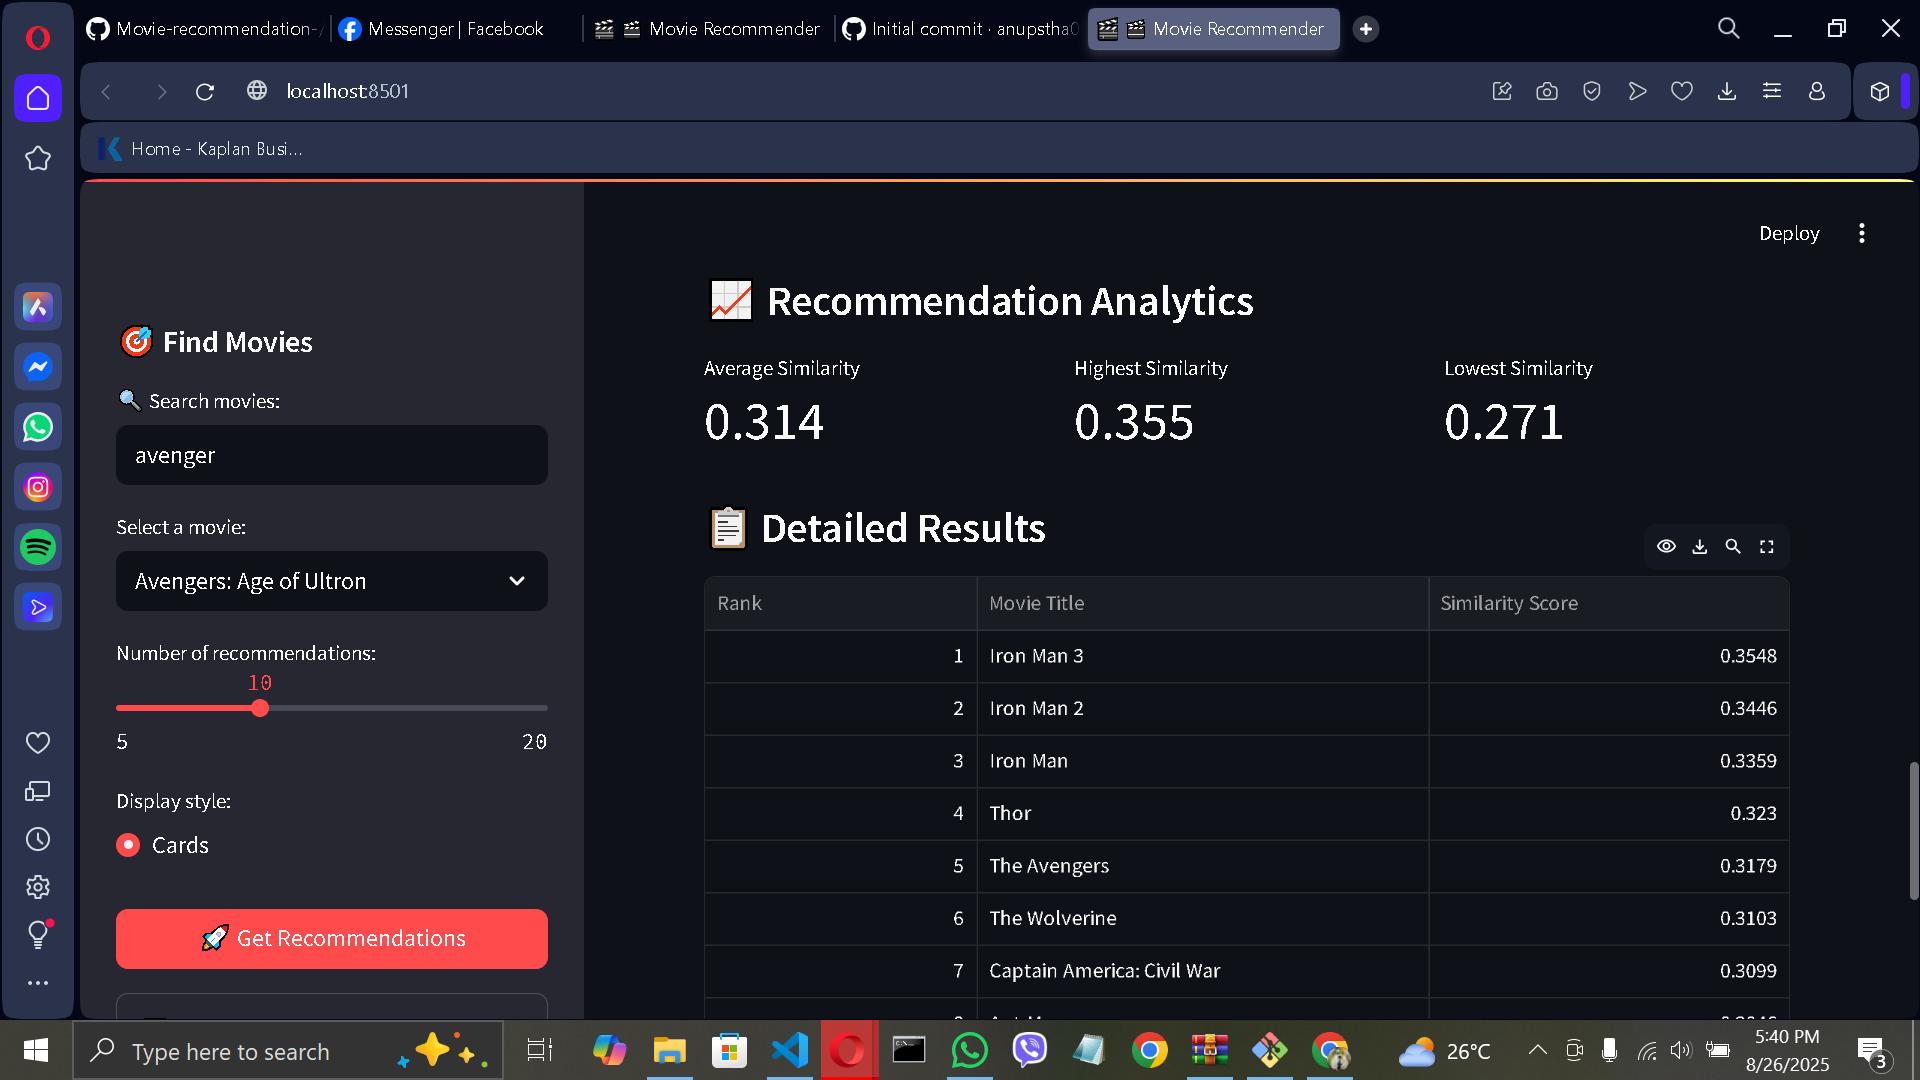 Movie-recommendation-
Messenger | Facebook
Movie Recommender
Initial commit · anupstha0
Movie Recommender
localhost:8501
Home - Kaplan Busi...
Deploy
Find Movies
Search movies:
avenger
Select a movie:
Avengers: Age of Ultron
Number of recommendations:
10
5
20
Display style:
Cards
Get Recommendations
Recommendation Analytics
Average Similarity
Highest Similarity
Lowest Similarity
0.314
0.355
0.271
Detailed Results
Rank
Movie Title
Similarity Score
1
Iron Man 3
0.3548
2
Iron Man 2
0.3446
3
Iron Man
0.3359
4
Thor
0.323
5
The Avengers
0.3179
6
The Wolverine
0.3103
7
Captain America: Civil War
0.3099
Type here to search
26°C
5:40 PM
8/26/2025
3